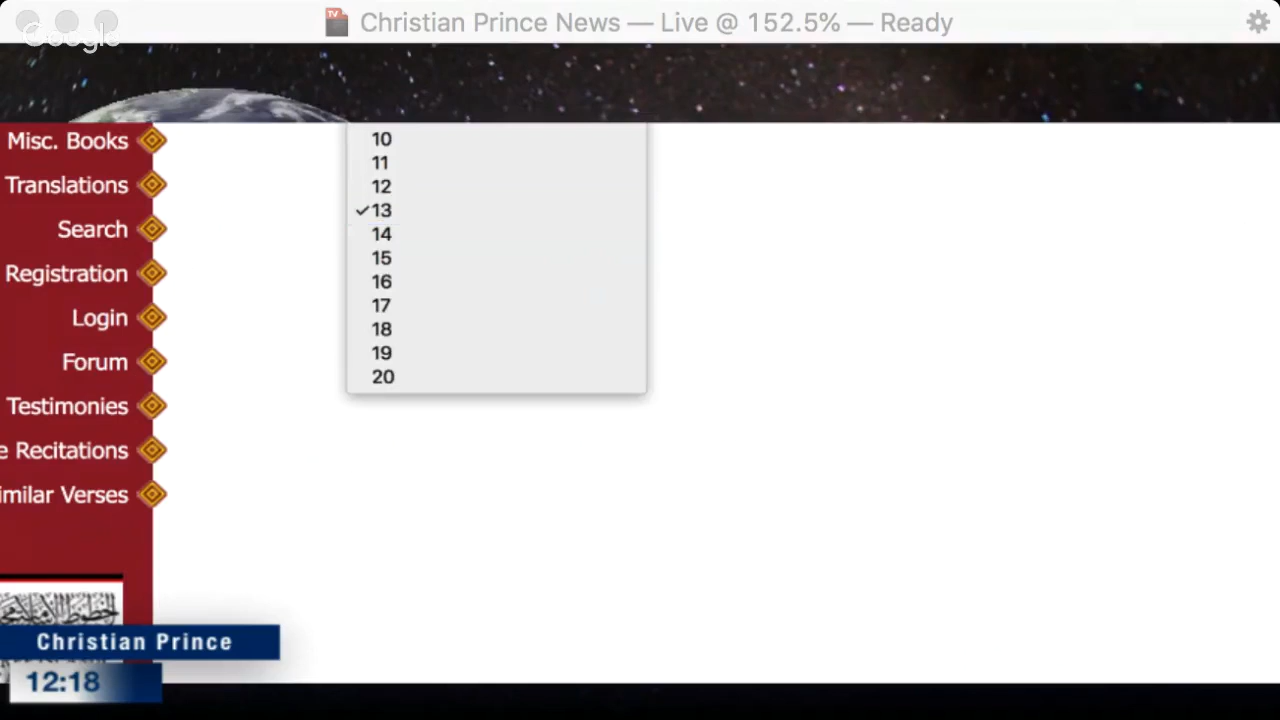 Google
Christian Prince News — Live @ 152.5% — Ready
Misc. Books
Translations
Search
Registration
Login
Forum
Testimonies
e Recitations
imilar Verses
10
11
12
✓13
14
15
16
17
18
19
20
Christian Prince
12:18